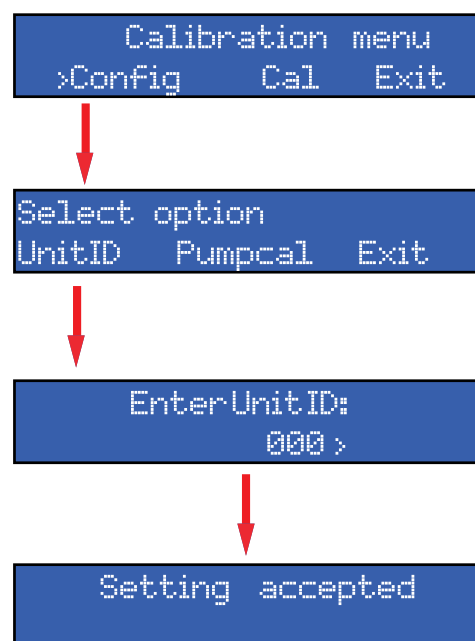 Calibration menu
>Config Cal Exit
Select option
UnitID Pumpcal Exit
EnterUnitID:
000>
Setting accepted